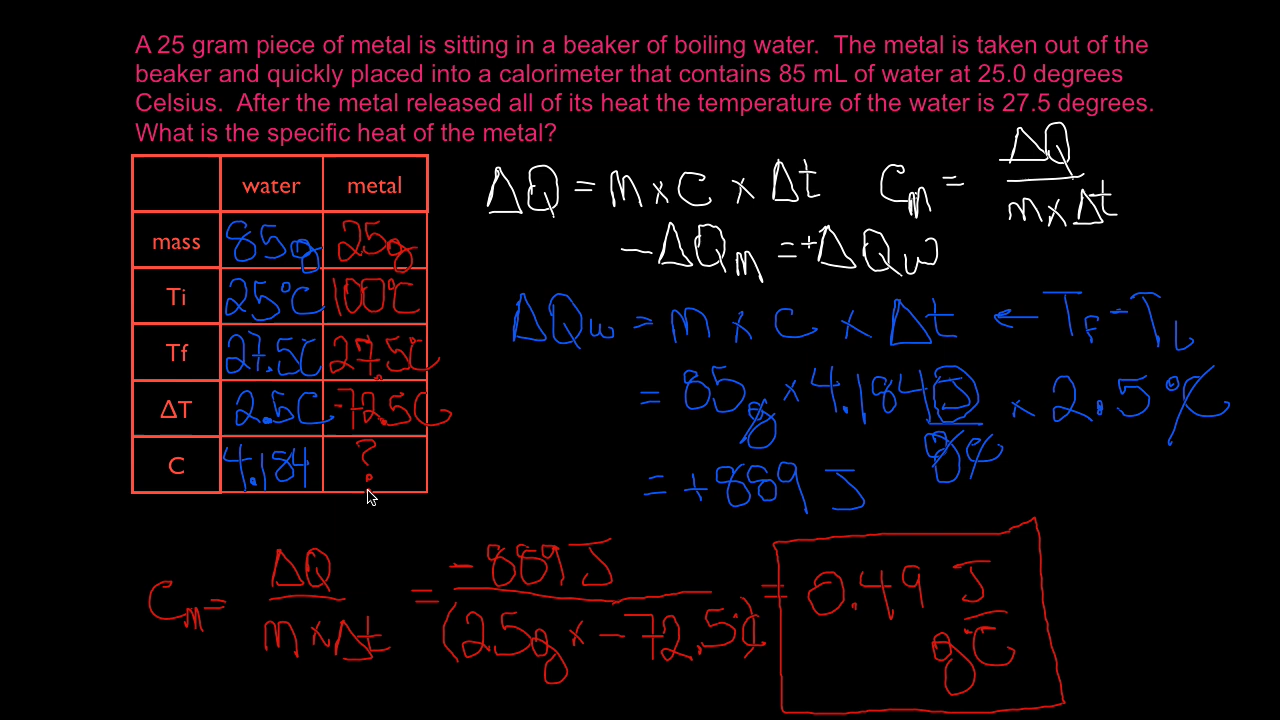 A 25 gram piece of metal is sitting in a beaker of boiling water. The metal is taken out of the
beaker and quickly placed into a calorimeter that contains 85 mL of water at 25.0 degrees
Celsius. After the metal released all of its heat the temperature of the water is 27.5 degrees.
What is the specific heat of the metal?
water metal
mass 85g 25g
Ti 25°C 100°C
Tf 27.5C 27.5C
ΔT 2.5C -72.5C
C 4.184 ?
ΔQ = m x C x Δt
Cm = ΔQ / m x Δt
-ΔQm = +ΔQw
ΔQw = m x C x Δt ← TF - Ti
= 85g x 4.184 J / g°C x 2.5°C
= +889 J
Cm = ΔQ / m x Δt = -889 J / (25g x -72.5°C) = 0.49 J / gC